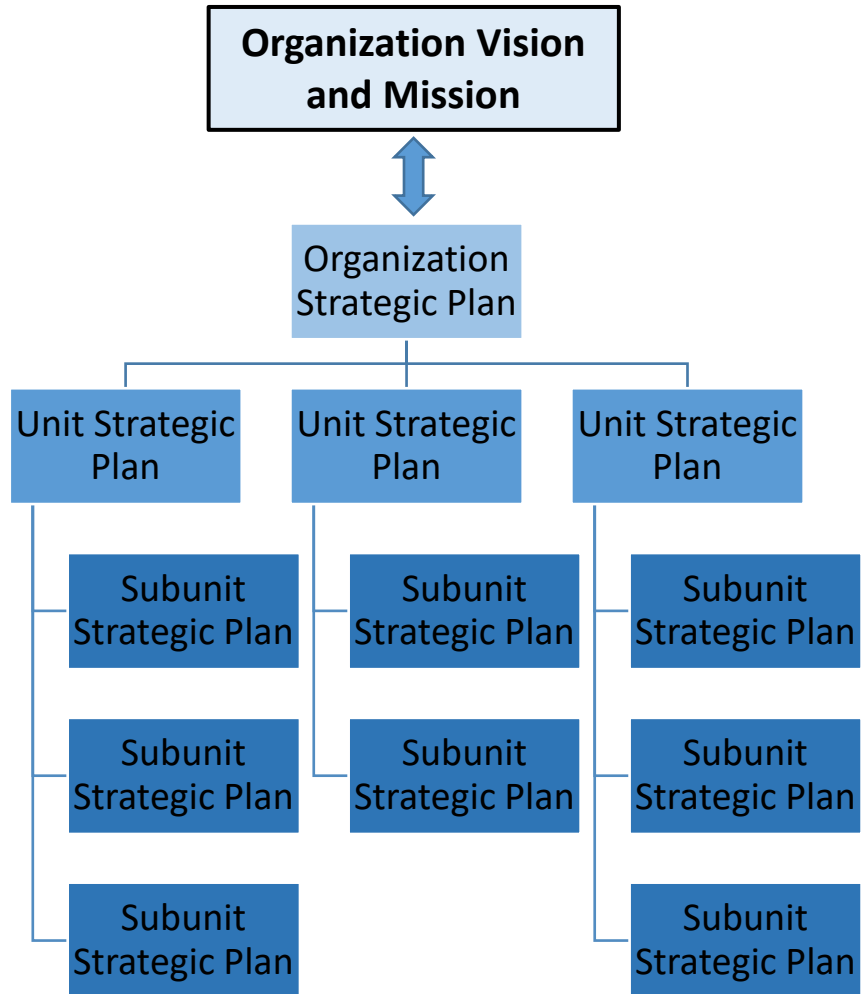 Organization Vision
and Mission
Organization
Strategic Plan
Unit Strategic
Plan
Unit Strategic
Plan
Unit Strategic
Plan
Subunit
Strategic Plan
Subunit
Strategic Plan
Subunit
Strategic Plan
Subunit
Strategic Plan
Subunit
Strategic Plan
Subunit
Strategic Plan
Subunit
Strategic Plan
Subunit
Strategic Plan